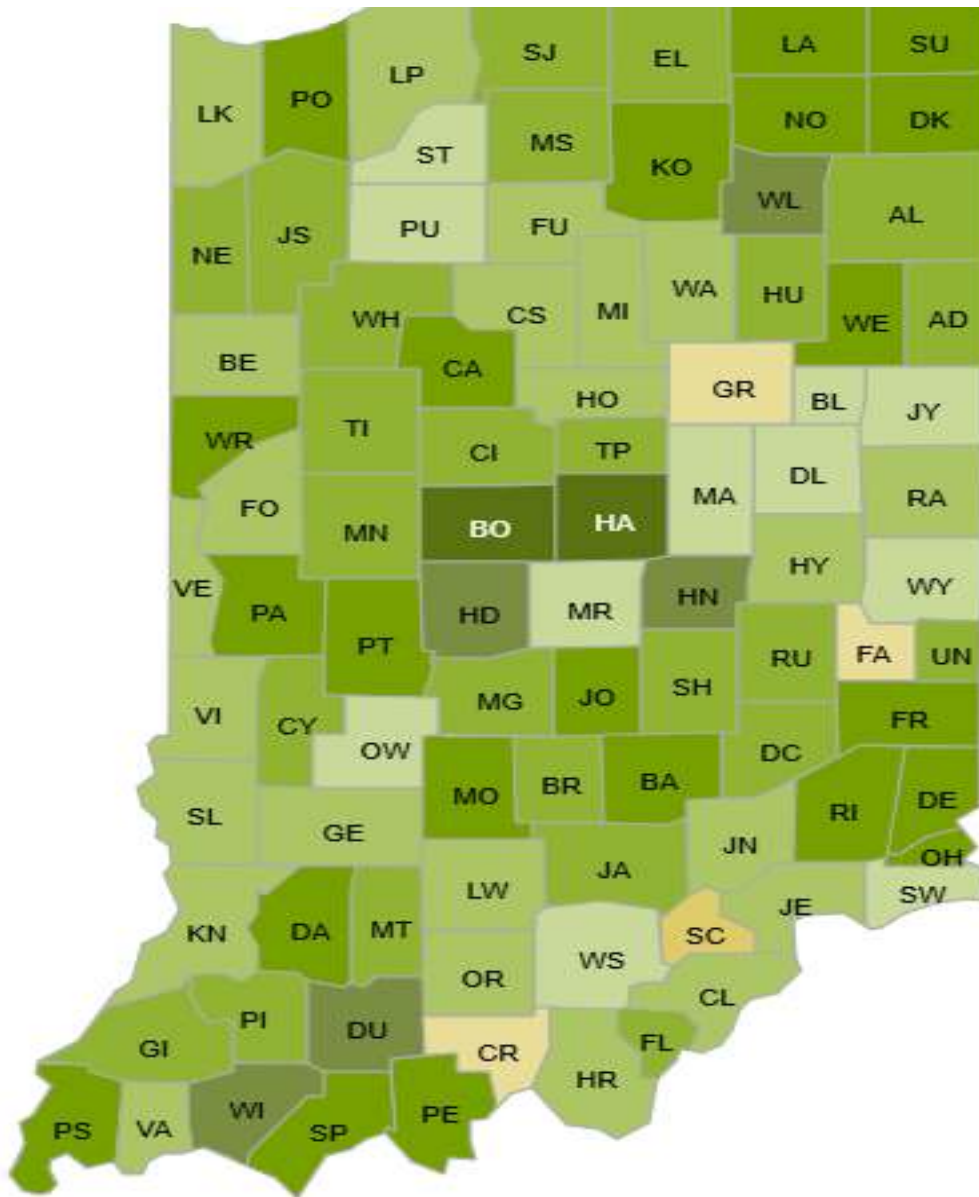 LA SU
SJ EL
LP
PO
LK
NO DK
MS
ST
KO
WL
AL
PU FU
JS
NE
WA HU
MI
CS
WH
WE AD
BE
CA
GR
HO
BL JY
TI
WR
CI TP
DL
MA
RA
FO
MN
BO HA
HY
VE
WY
PA
HD MR HN
PT
RU FA UN
SH
MG JO
VI
CY
FR
OW
DC
MO BR BA
DE
RI
SL
GE
JN
OH
JA
LW
SW
JE
KN DA MT
SC
WS
OR
CL
PI
DU
GI
FL
CR
HR
WI
PE
PS VA SP